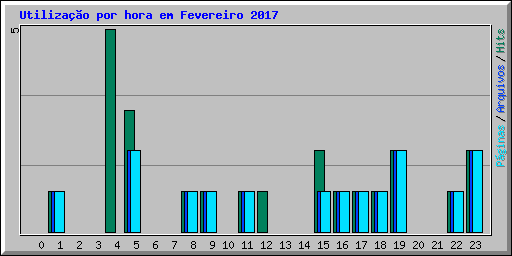 Utilização por hora em Fevereiro 2017
5
Páginas / Arquivos / Hits
0 1 2 3 4 5 6 7 8 9 10 11 12 13 14 15 16 17 18 19 20 21 22 23